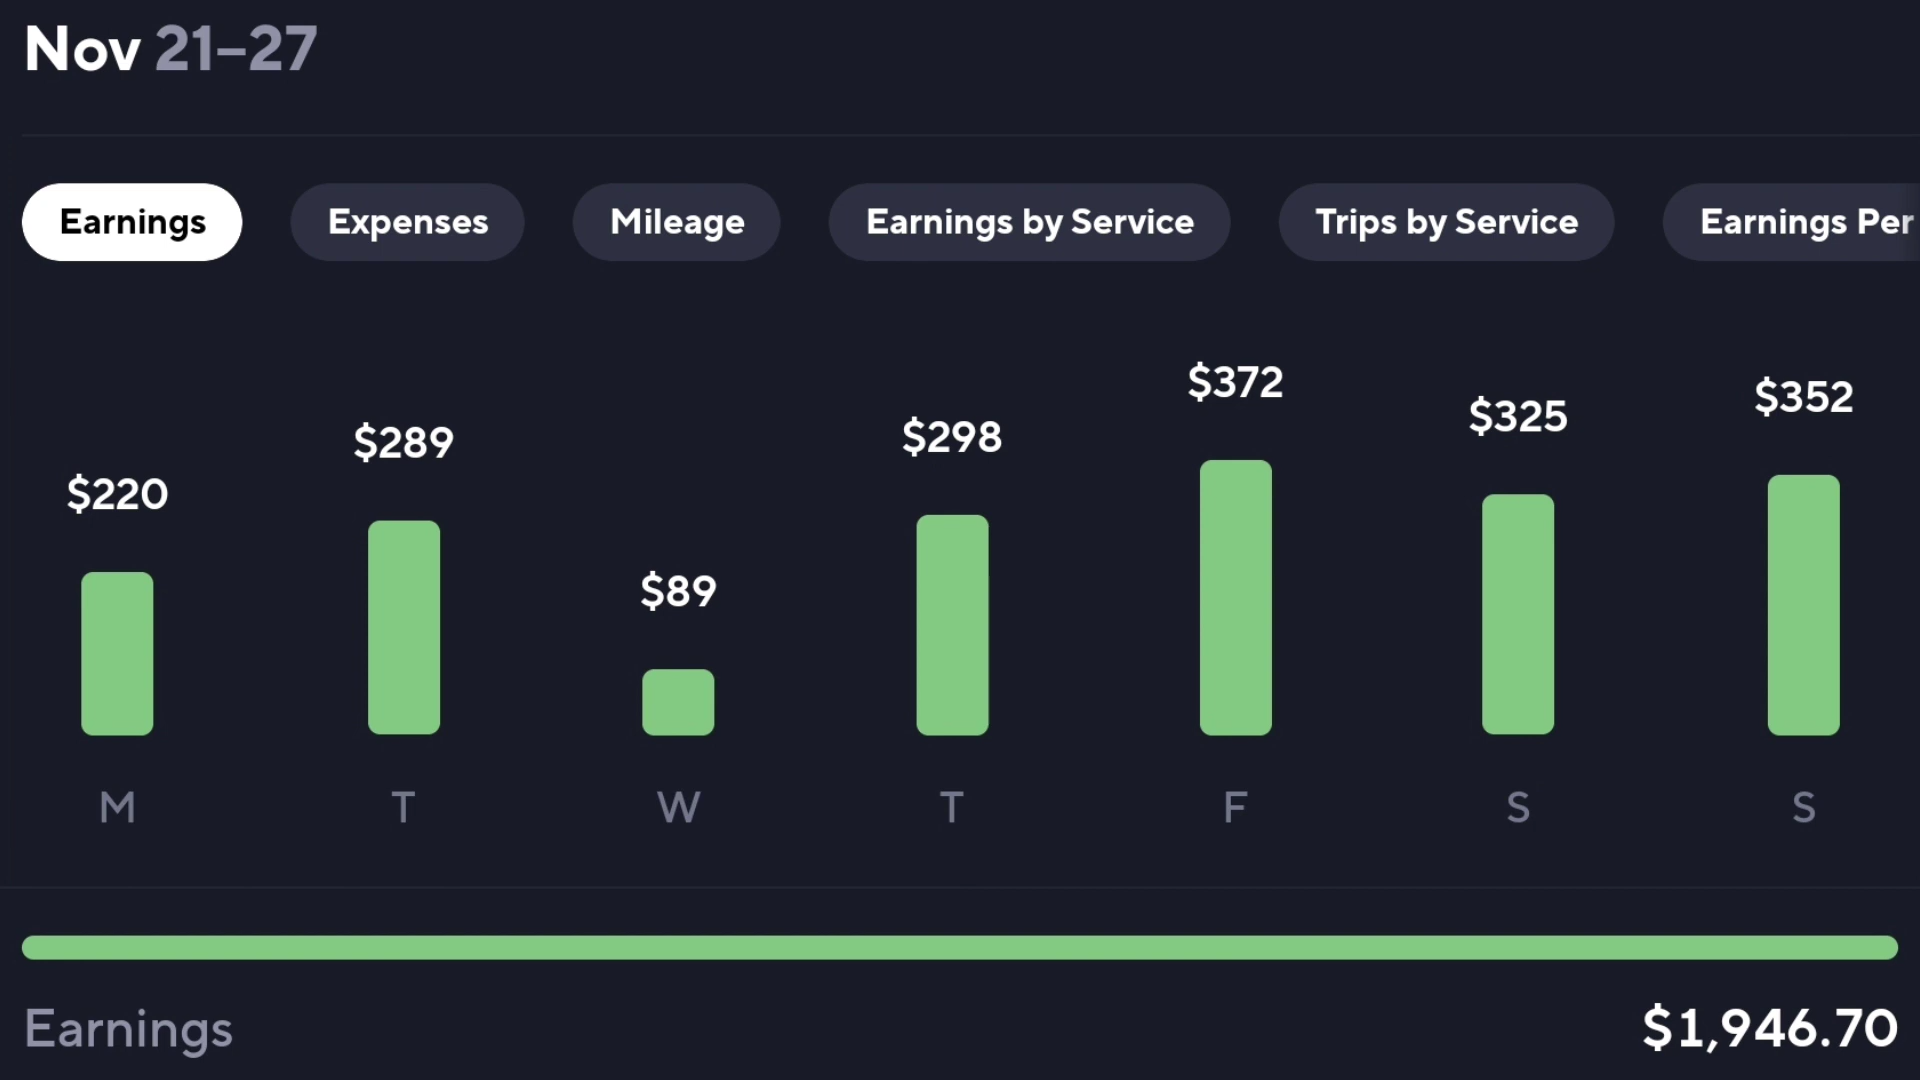 Nov 21–27
Earnings Expenses Mileage Earnings by Service Trips by Service Earnings Per
$220 $289 $89 $298 $372 $325 $352
M T W T F S S
Earnings $1,946.70